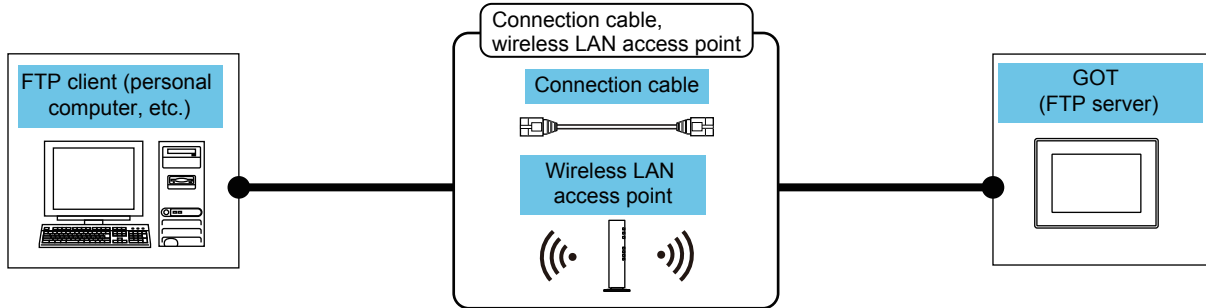 Connection cable,
wireless LAN access point
FTP client (personal
computer, etc.)
Connection cable
Wireless LAN
access point
GOT
(FTP server)